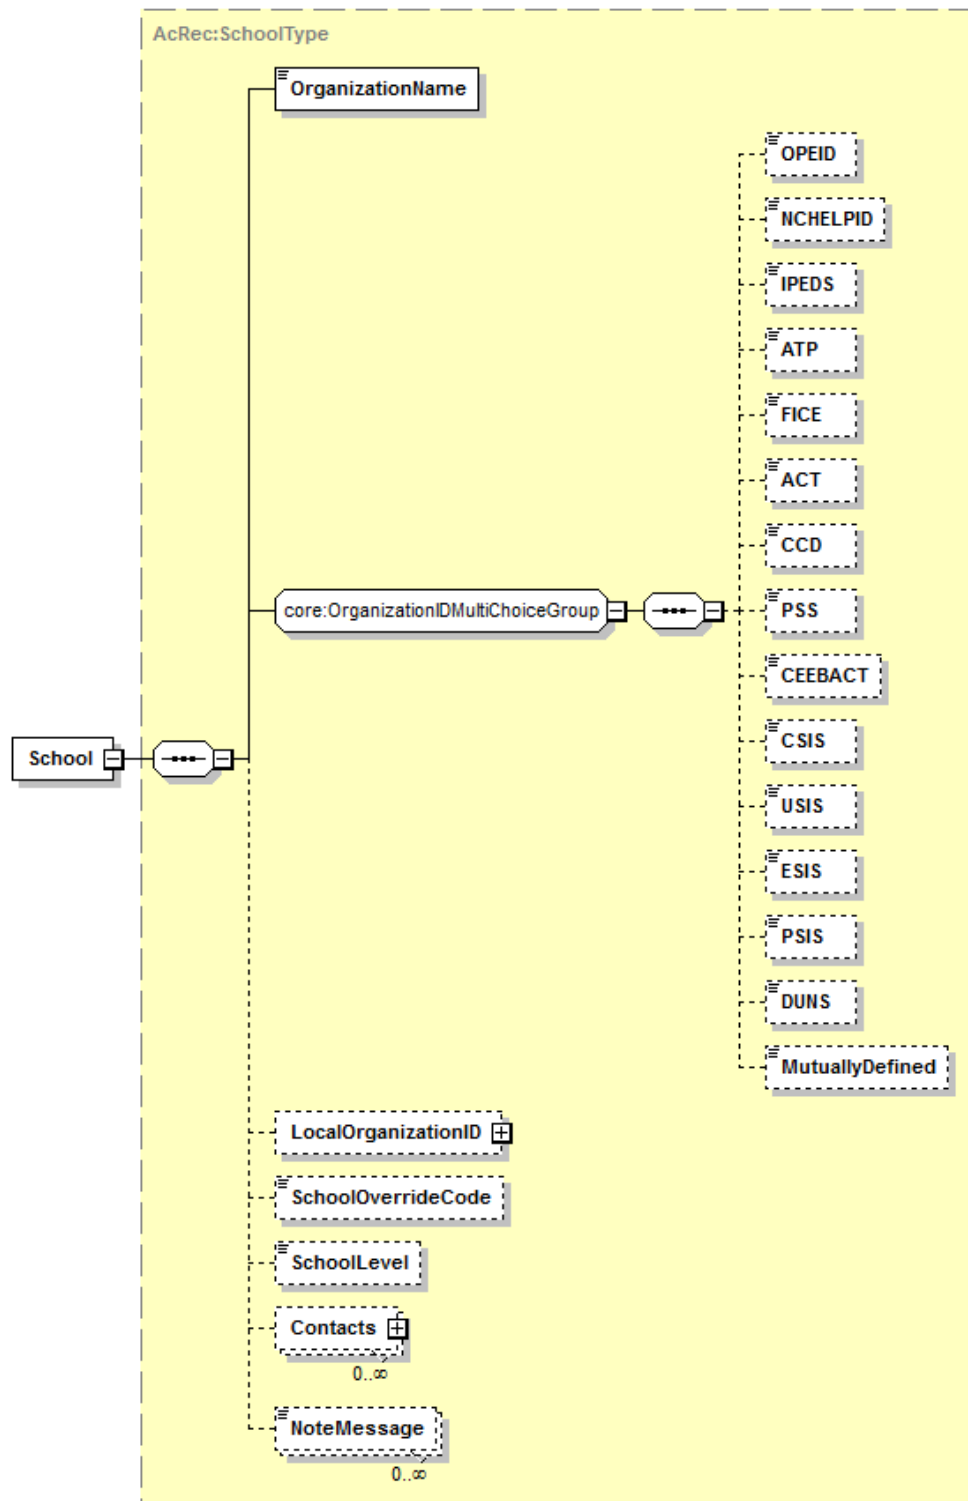 AcRec:SchoolType
OrganizationName
OPEID
NCHELPID
IPEDS
ATP
FICE
ACT
CCD
core:OrganizationIDMultiChoiceGroup
PSS
CEEBACT
CSIS
School
USIS
ESIS
PSIS
DUNS
MutuallyDefined
LocalOrganizationID
SchoolOverrideCode
SchoolLevel
Contacts
0..∞
NoteMessage
0..∞